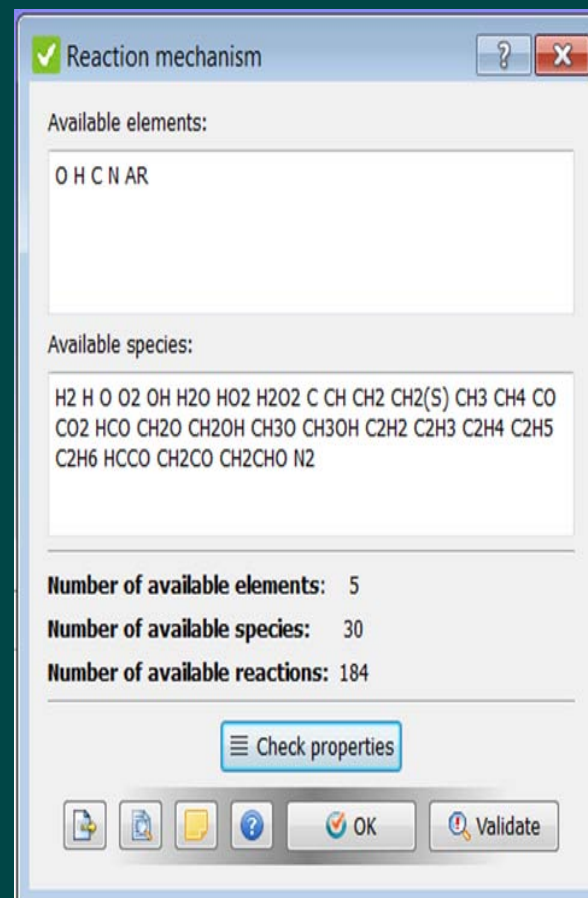 Reaction mechanism
Available elements:
O H C N AR
Available species:
H2 H O O2 OH H2O HO2 H2O2 C CH CH2 CH2(S) CH3 CH4 CO
CO2 HCO CH2O CH2OH CH3O CH3OH C2H2 C2H3 C2H4 C2H5
C2H6 HCCO CH2CO CH2CHO N2
Number of available elements: 5
Number of available species: 30
Number of available reactions: 184
Check properties
OK Validate